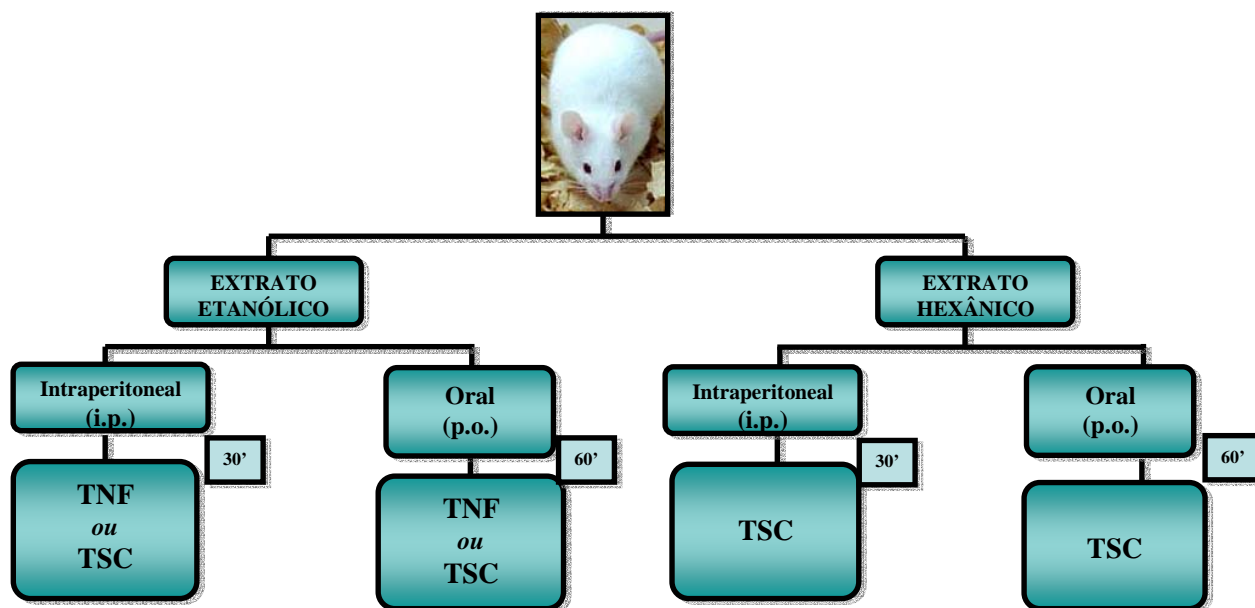 EXTRATO
ETANÓLICO
EXTRATO
HEXÂNICO
Intraperitoneal
(i.p.)
Oral
(p.o.)
Intraperitoneal
(i.p.)
Oral
(p.o.)
30’
60’
30’
60’
TNF
ou
TSC
TNF
ou
TSC
TSC
TSC